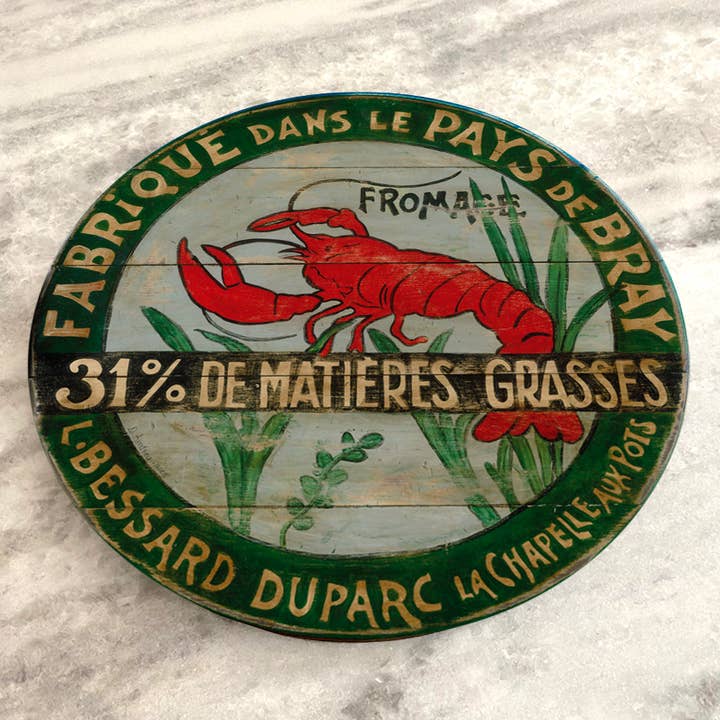 FABRIQUÉ DANS LE PAYS DE BRAY
FROMAGE
31% DE MATIÈRES GRASSES
L. BESSARD DUPARC LA CHAPELLE AUX POTS